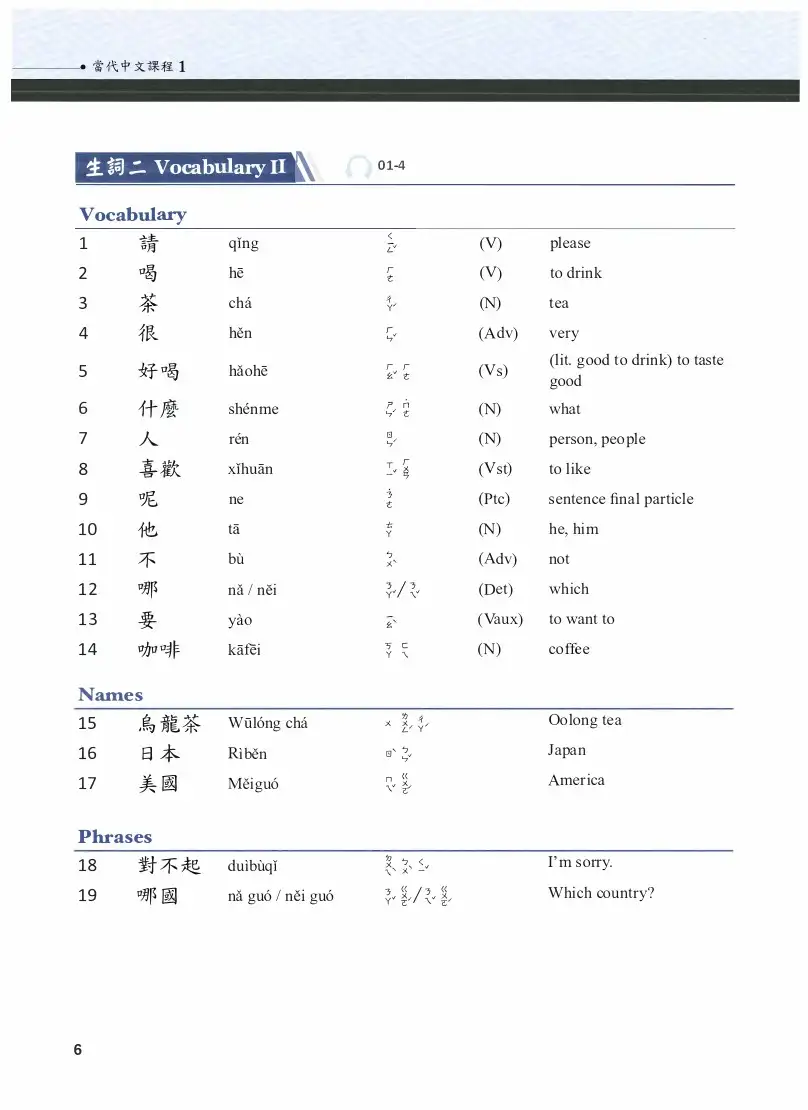 • 當代中文課程 1
生詞二 Vocabulary II 01-4
Vocabulary
1 請 qǐng ㄑㄧㄥˇ (V) please
2 喝 hē ㄏㄜ (V) to drink
3 茶 chá ㄔㄚˊ (N) tea
4 很 hěn ㄏㄣˇ (Adv) very
5 好喝 hǎohē ㄏㄠˇ ㄏㄜ (Vs) (lit. good to drink) to taste
good
6 什麼 shénme ㄕㄣˊ ˙ㄇㄜ (N) what
7 人 rén ㄖㄣˊ (N) person, people
8 喜歡 xǐhuān ㄒㄧˇ ㄏㄨㄢ (Vst) to like
9 呢 ne ˙ㄋㄜ (Ptc) sentence final particle
10 他 tā ㄊㄚ (N) he, him
11 不 bù ㄅㄨˋ (Adv) not
12 哪 nǎ / něi ㄋㄚˇ/ㄋㄟˇ (Det) which
13 要 yào ㄧㄠˋ (Vaux) to want to
14 咖啡 kāfēi ㄎㄚ ㄈㄟ (N) coffee
Names
15 烏龍茶 Wūlóng chá ㄨ ㄌㄨㄥˊ ㄔㄚˊ Oolong tea
16 日本 Rìběn ㄖˋ ㄅㄣˇ Japan
17 美國 Měiguó ㄇㄟˇ ㄍㄨㄛˊ America
Phrases
18 對不起 duìbùqǐ ㄉㄨㄟˋ ㄅㄨˋ ㄑㄧˇ I’m sorry.
19 哪國 nǎ guó / něi guó ㄋㄚˇ ㄍㄨㄛˊ/ㄋㄟˇ ㄍㄨㄛˊ Which country?
6